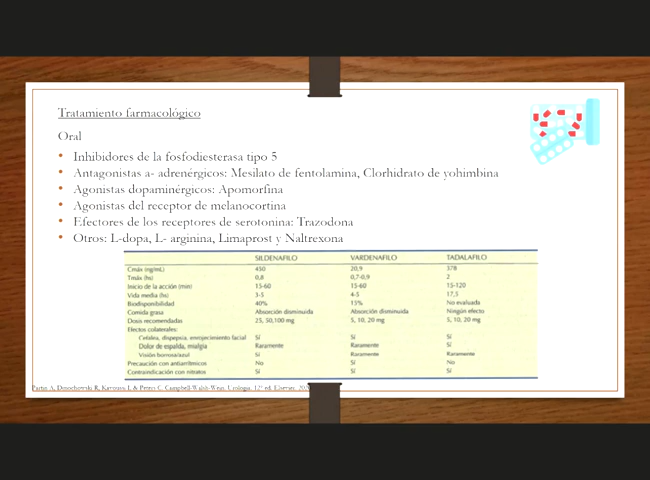 Tratamiento farmacológico
Oral
• Inhibidores de la fosfodiesterasa tipo 5
• Antagonistas a- adrenérgicos: Mesilato de fentolamina, Clorhidrato de yohimbina
• Agonistas dopaminérgicos: Apomorfina
• Agonistas del receptor de melanocortina
• Efectores de los receptores de serotonina: Trazodona
• Otros: L-dopa, L- arginina, Limaprost y Naltrexona
SILDENAFILO VARDENAFILO TADALAFILO
Cmáx (ng/mL) 450 20,9 378
Tmáx (hs) 0,8 0,7-0,9 2
Inicio de la acción (min) 15-60 15-60 15-120
Vida media (hs) 3-5 4-5 17,5
Biodisponibilidad 40% 15% No evaluada
Comida grasa Absorción disminuida Absorción disminuida Ningún efecto
Dosis recomendadas 25, 50,100 mg 5, 10, 20 mg 5, 10, 20 mg
Efectos colaterales:
Cefalea, dispepsia, enrojecimiento facial Sí Sí Sí
Dolor de espalda, mialgia Raramente Raramente Sí
Visión borrosa/azul Sí Raramente Raramente
Precaución con antiarrítmicos No Sí No
Contraindicación con nitratos Sí Sí Sí
Partin A, Dmochowski R, Kavoussi L & Peters C. Campbell-Walsh-Wein. Urología. 12ª ed. Elsevier,